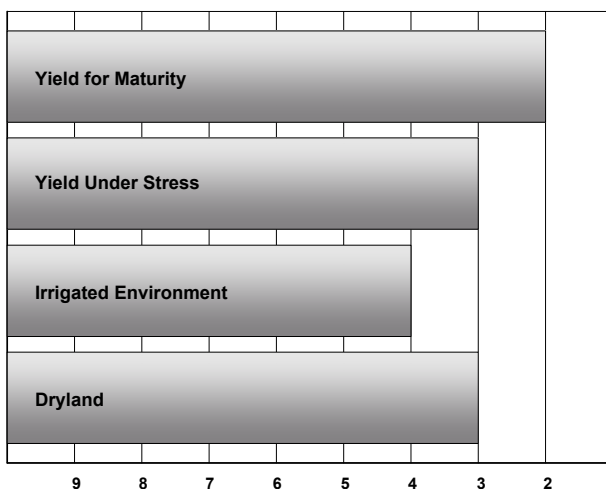 Yield for Maturity
Yield Under Stress
Irrigated Environment
Dryland
9 8 7 6 5 4 3 2